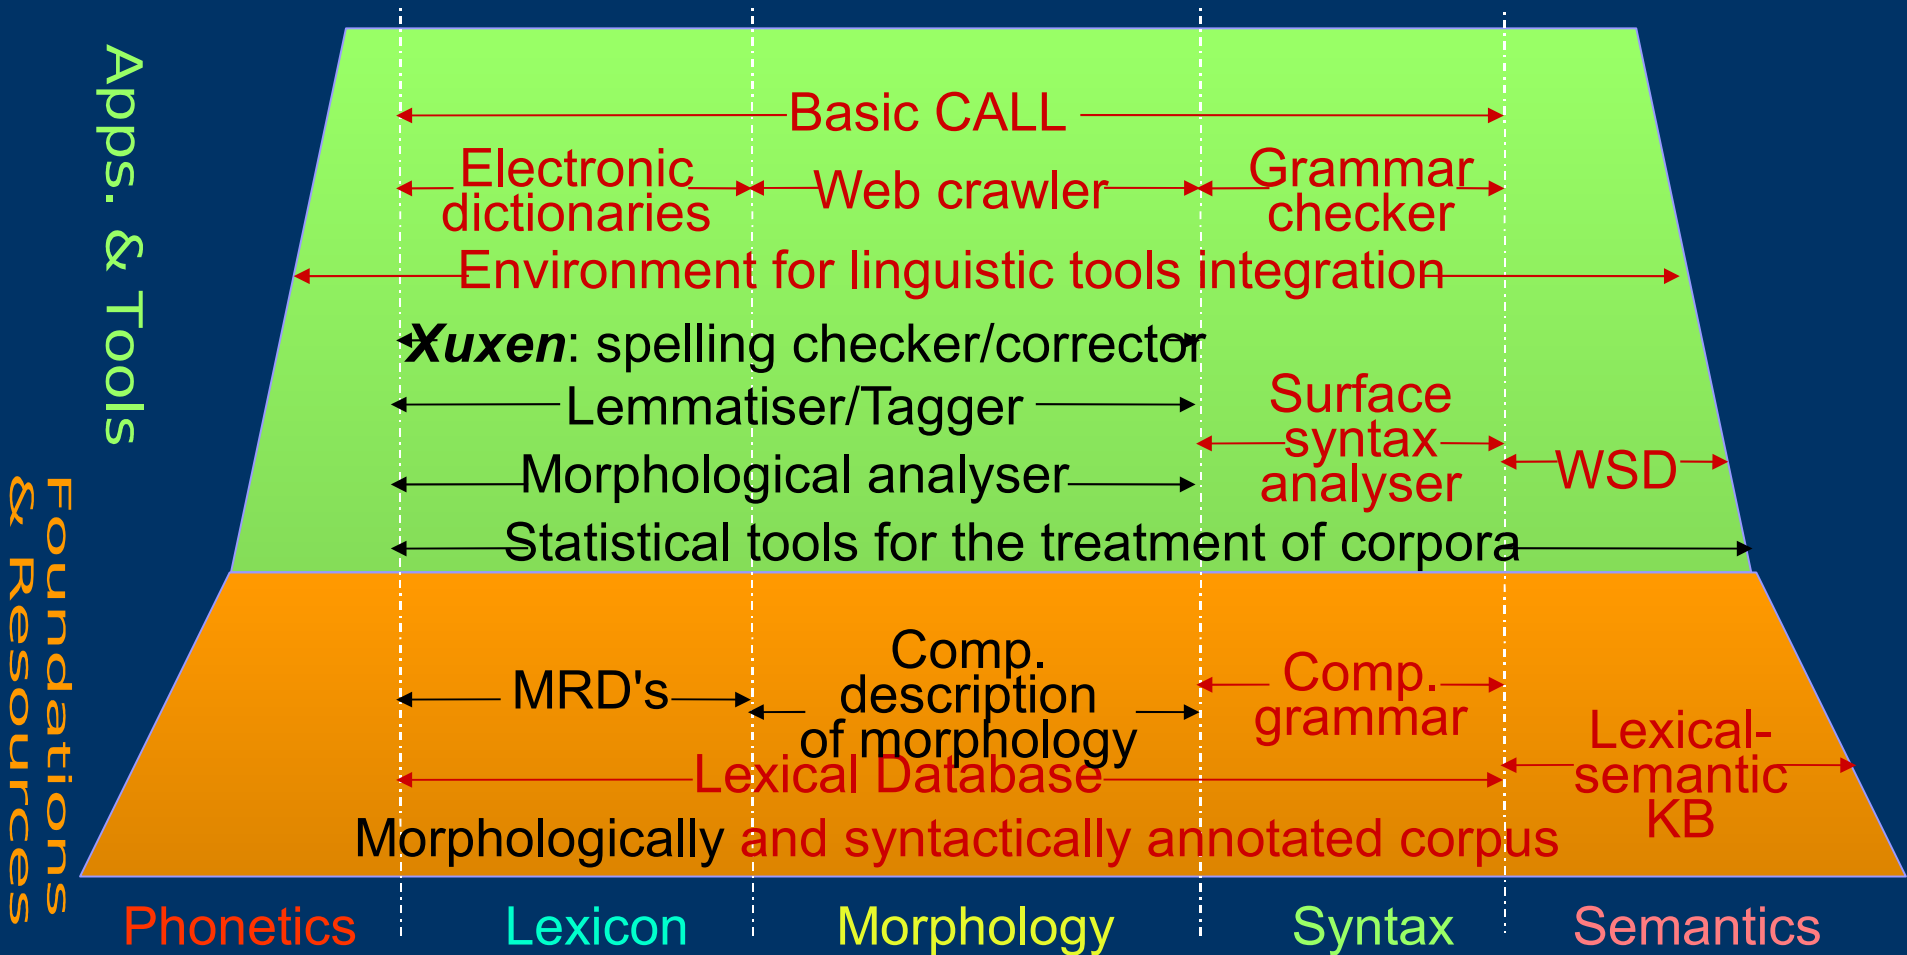 Apps. & Tools
Basic CALL
Electronic
dictionaries
Web crawler
Grammar
checker
Environment for linguistic tools integration
Xuxen: spelling checker/corrector
Lemmatiser/Tagger
Surface
syntax
analyser
Morphological analyser
WSD
Statistical tools for the treatment of corpora
Foundations
& Resources
MRD's
Comp.
description
of morphology
Comp.
grammar
Lexical Database
Lexical-
semantic
KB
Morphologically and syntactically annotated corpus
Phonetics
Lexicon
Morphology
Syntax
Semantics